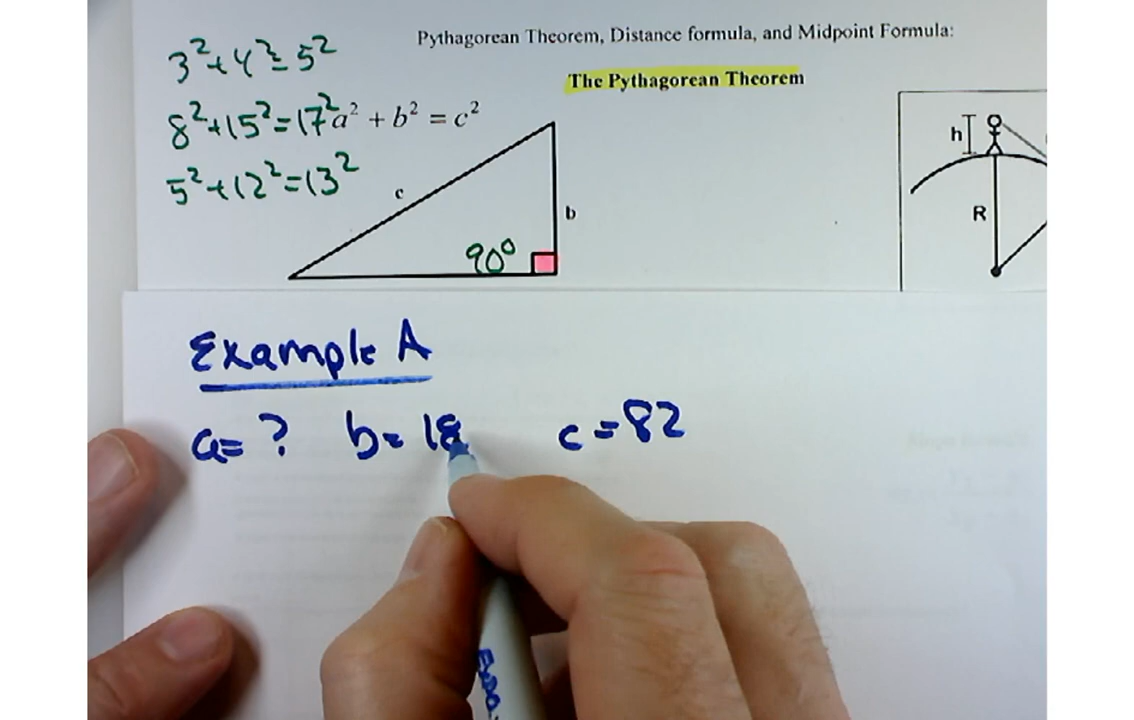 Pythagorean Theorem, Distance formula, and Midpoint Formula:
The Pythagorean Theorem
3²+4²=5²
8²+15²=17²
5²+12²=13²
a² + b² = c²
c
b
90°
h
R
Example A
a= ? b= 18 c=82